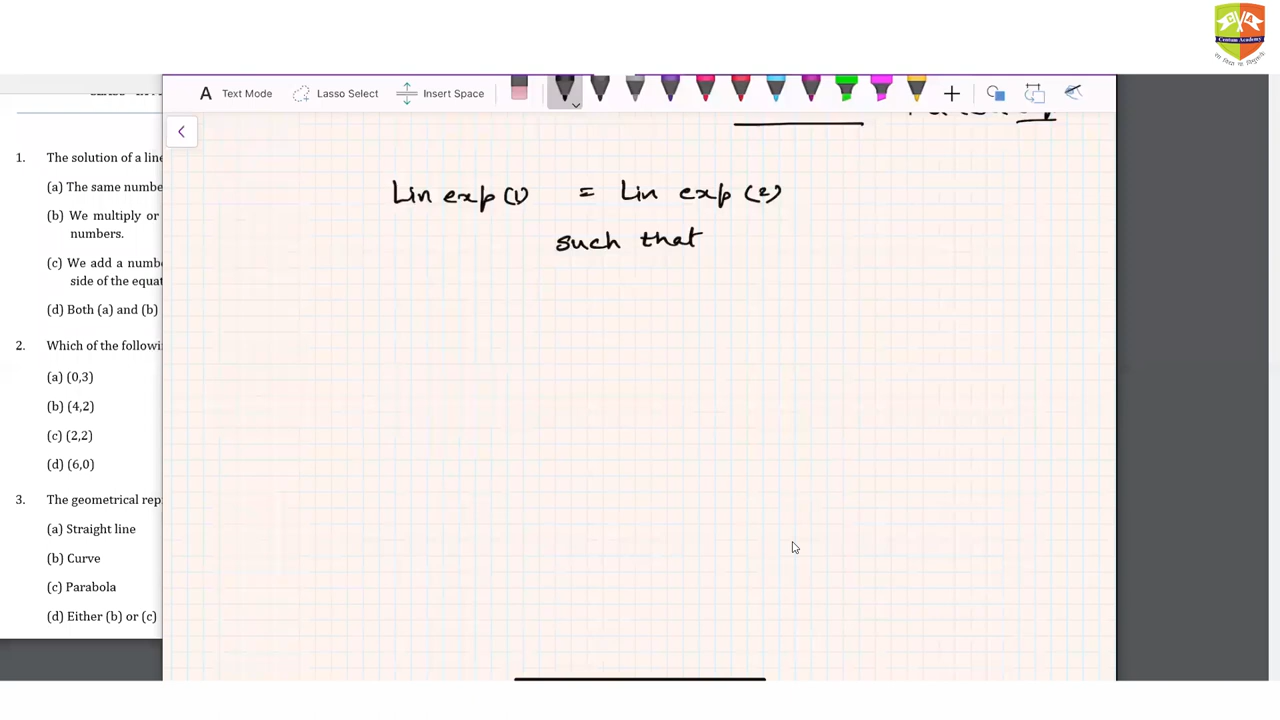 Centum Academy
A Text Mode
Lasso Select
Insert Space
Lin exp (1) = Lin exp (2)
such that
1. The solution of a line
(a) The same numbe
(b) We multiply or
numbers.
(c) We add a numb
side of the equat
(d) Both (a) and (b)
2. Which of the followi
(a) (0,3)
(b) (4,2)
(c) (2,2)
(d) (6,0)
3. The geometrical rep
(a) Straight line
(b) Curve
(c) Parabola
(d) Either (b) or (c)